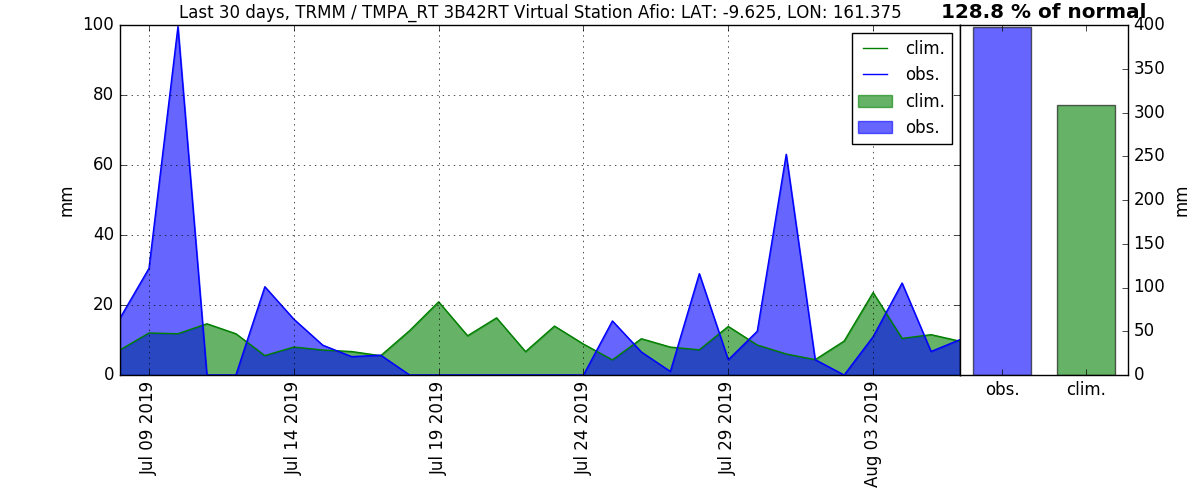 Last 30 days, TRMM / TMPA_RT 3B42RT Virtual Station Afio: LAT: -9.625, LON: 161.375
128.8 % of normal
100
80
60
40
20
0
mm
clim.
obs.
clim.
obs.
Jul 09 2019
Jul 14 2019
Jul 19 2019
Jul 24 2019
Jul 29 2019
Aug 03 2019
400
350
300
250
200
150
100
50
0
mm
obs.
clim.